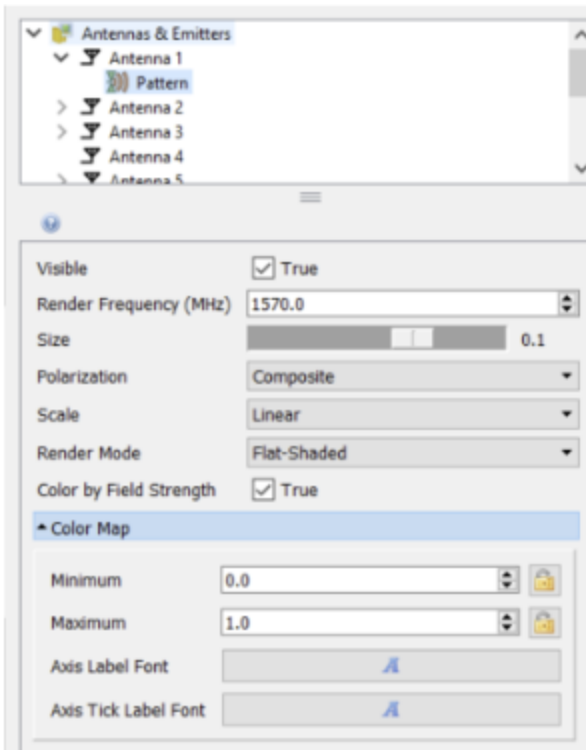 Antennas & Emitters
Antenna 1
Pattern
Antenna 2
Antenna 3
Antenna 4
Antenna 5
Visible True
Render Frequency (MHz) 1570.0
Size 0.1
Polarization Composite
Scale Linear
Render Mode Flat-Shaded
Color by Field Strength True
Color Map
Minimum 0.0
Maximum 1.0
Axis Label Font A
Axis Tick Label Font A